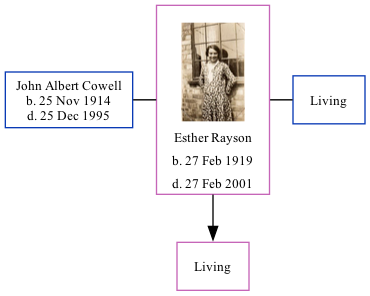 John Albert Cowell
b. 25 Nov 1914
d. 25 Dec 1995
Esther Rayson
b. 27 Feb 1919
d. 27 Feb 2001
Living
Living